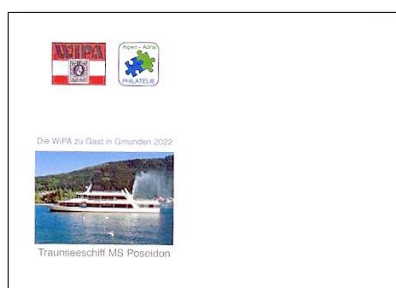 WIPA
Alpen - Adria
PHILATELIE
Die WIPA zu Gast in Gmunden 2022
Traunseeschiff MS Poseidon